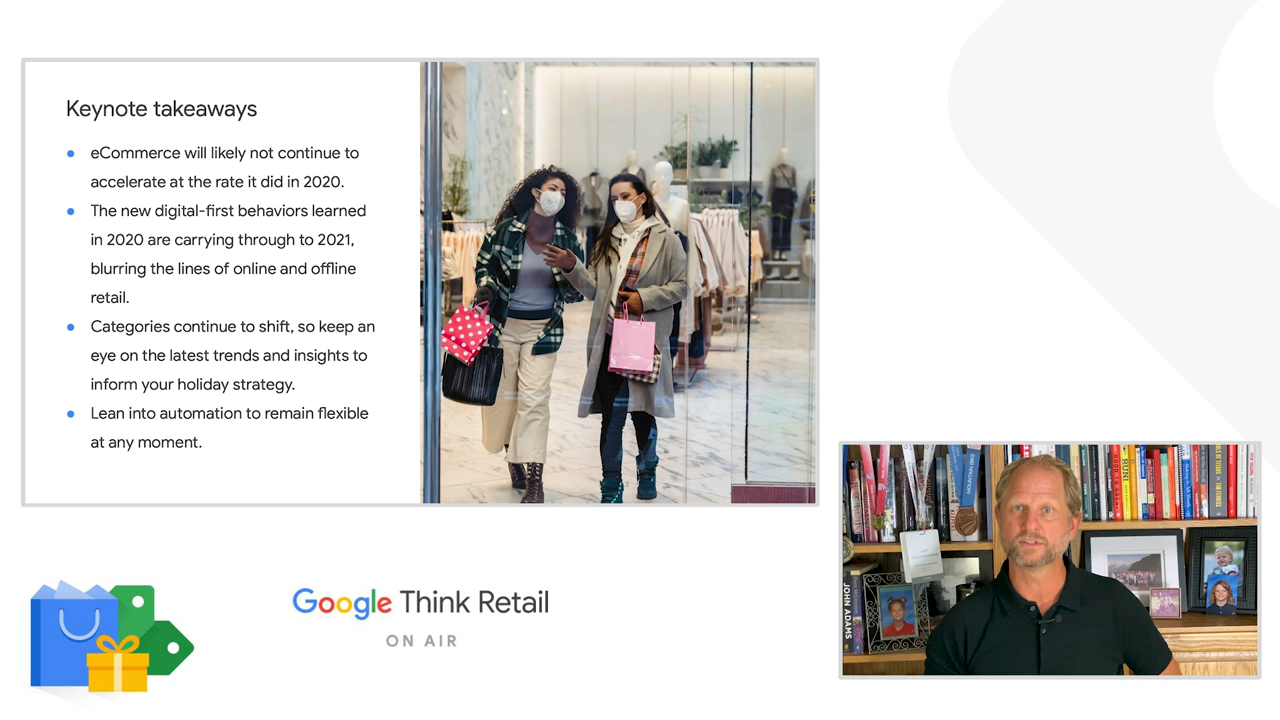 Keynote takeaways
eCommerce will likely not continue to
accelerate at the rate it did in 2020.
The new digital-first behaviors learned
in 2020 are carrying through to 2021,
blurring the lines of online and offline
retail.
Categories continue to shift, so keep an
eye on the latest trends and insights to
inform your holiday strategy.
Lean into automation to remain flexible
at any moment.
Google Think Retail
ON AIR
JOHN ADAMS